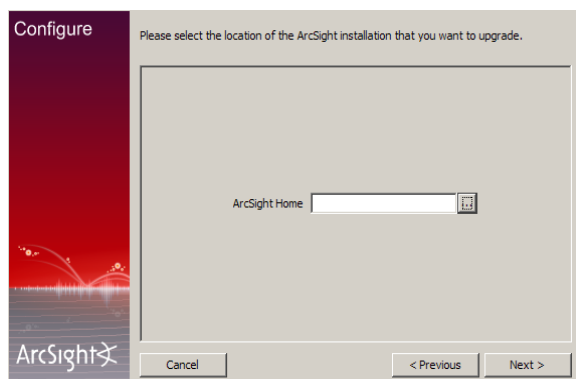 Configure
Please select the location of the ArcSight installation that you want to upgrade.
ArcSight Home
..
ArcSight
Cancel
< Previous
Next >